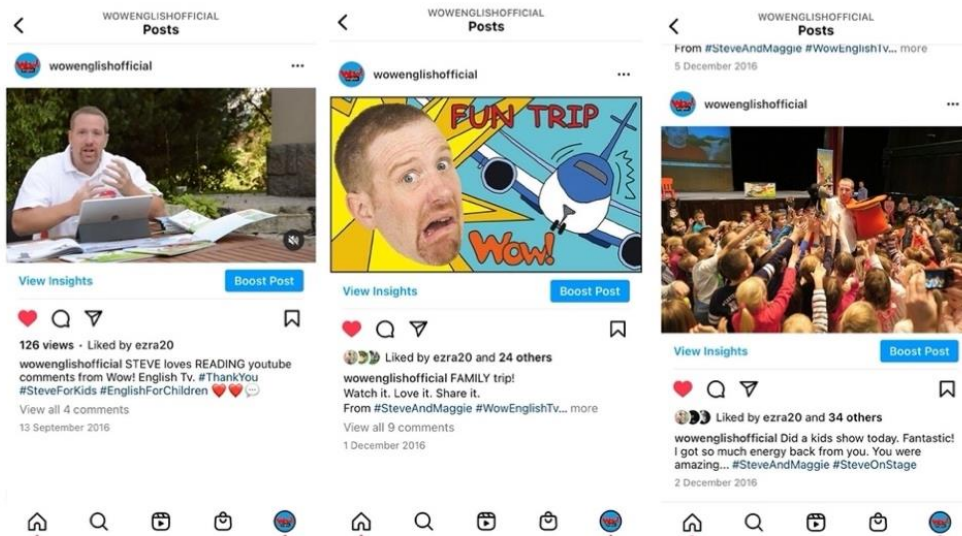 WOWENGLISHOFFICIAL
Posts
wowenglishofficial
View Insights
Boost Post
126 views · Liked by ezra20
wowenglishofficial STEVE loves READING youtube
comments from Wow! English Tv. #ThankYou
#SteveForKids #EnglishForChildren ❤️❤️💬
View all 4 comments
13 September 2016
WOWENGLISHOFFICIAL
Posts
wowenglishofficial
FUN TRIP
Wow!
View Insights
Boost Post
Liked by ezra20 and 24 others
wowenglishofficial FAMILY trip!
Watch it. Love it. Share it.
From #SteveAndMaggie #WowEnglishTv... more
View all 9 comments
1 December 2016
WOWENGLISHOFFICIAL
Posts
From #SteveAndMaggie #WowEnglishTv... more
5 December 2016
wowenglishofficial
View Insights
Boost Post
Liked by ezra20 and 34 others
wowenglishofficial Did a kids show today. Fantastic!
I got so much energy back from you. You were
amazing... #SteveAndMaggie #SteveOnStage
2 December 2016